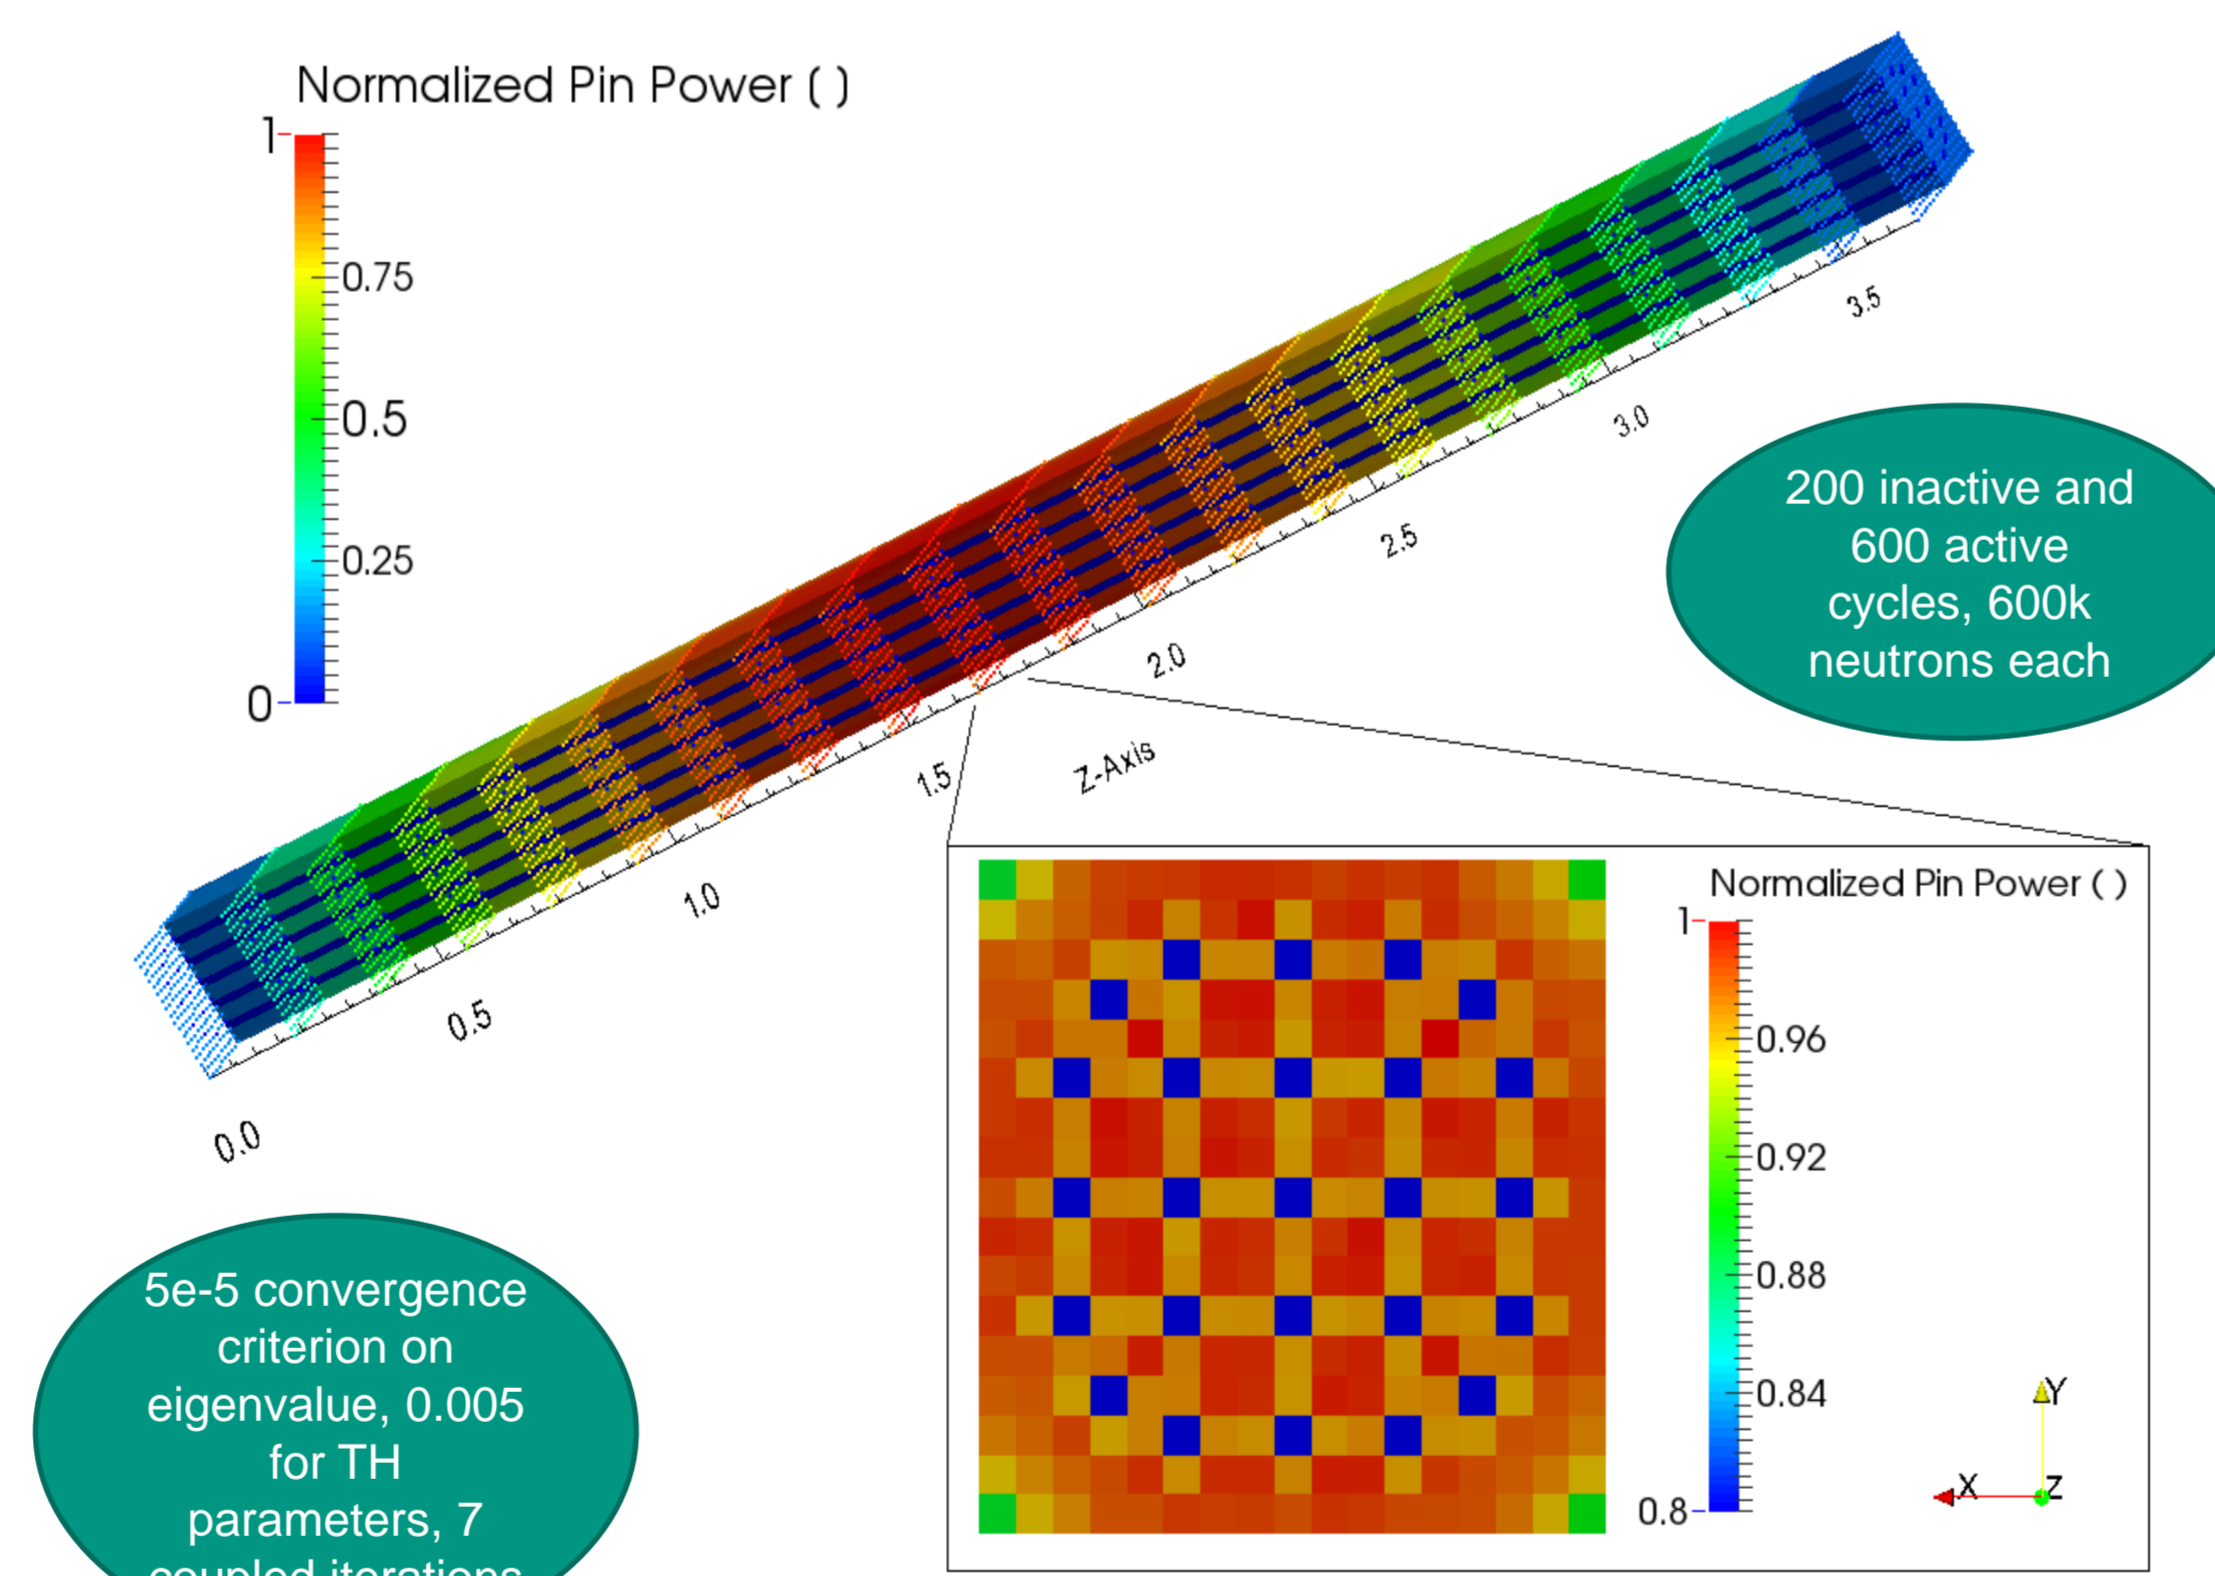 Normalized Pin Power ( )
1
0.75
0.5
0.25
0
3.5
3.0
2.5
2.0
1.5
1.0
0.5
0.0
Z-Axis
200 inactive and
600 active
cycles, 600k
neutrons each
5e-5 convergence
criterion on
eigenvalue, 0.005
for TH
parameters, 7
coupled iterations
Normalized Pin Power ( )
1
0.96
0.92
0.88
0.84
0.8
Y
X
Z